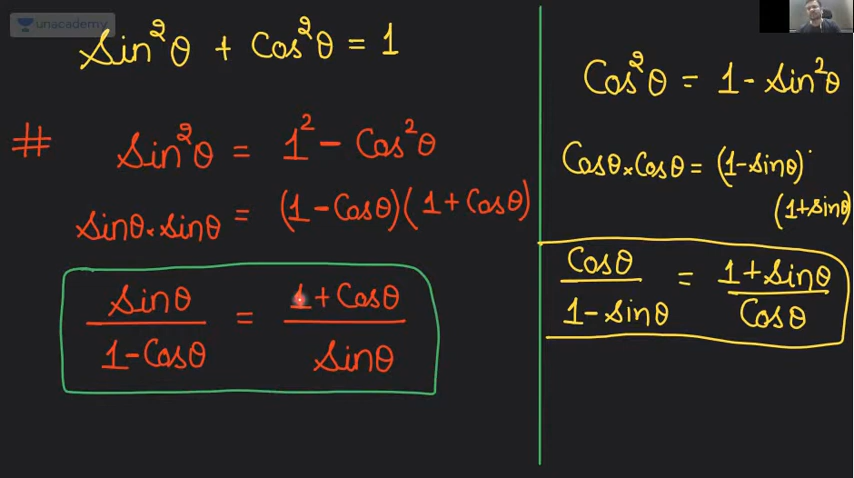 unacademy
sin²θ + cos²θ = 1
# sin²θ = 1² - cos²θ
sinθ × sinθ = (1 - cosθ)(1 + cosθ)
sinθ / 1 - cosθ = 1 + cosθ / sinθ
cos²θ = 1 - sin²θ
cosθ × cosθ = (1 - sinθ)
(1 + sinθ)
cosθ / 1 - sinθ = 1 + sinθ / cosθ